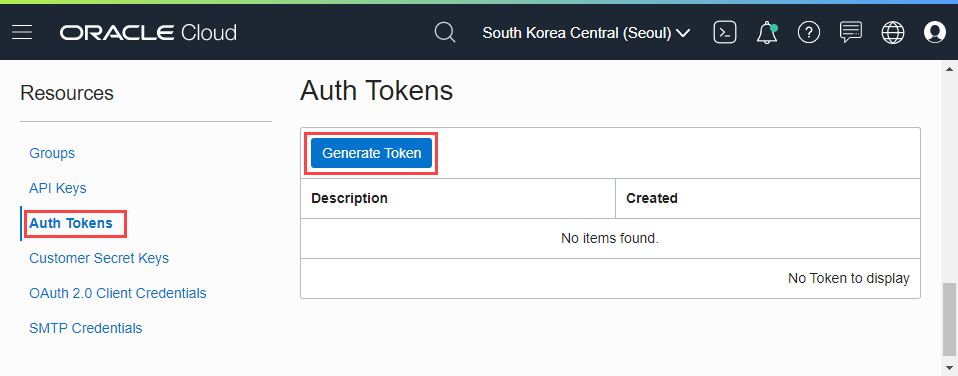 ORACLE Cloud
South Korea Central (Seoul)
Resources
Groups
API Keys
Auth Tokens
Customer Secret Keys
OAuth 2.0 Client Credentials
SMTP Credentials
Auth Tokens
Generate Token
Description Created
No items found.
No Token to display